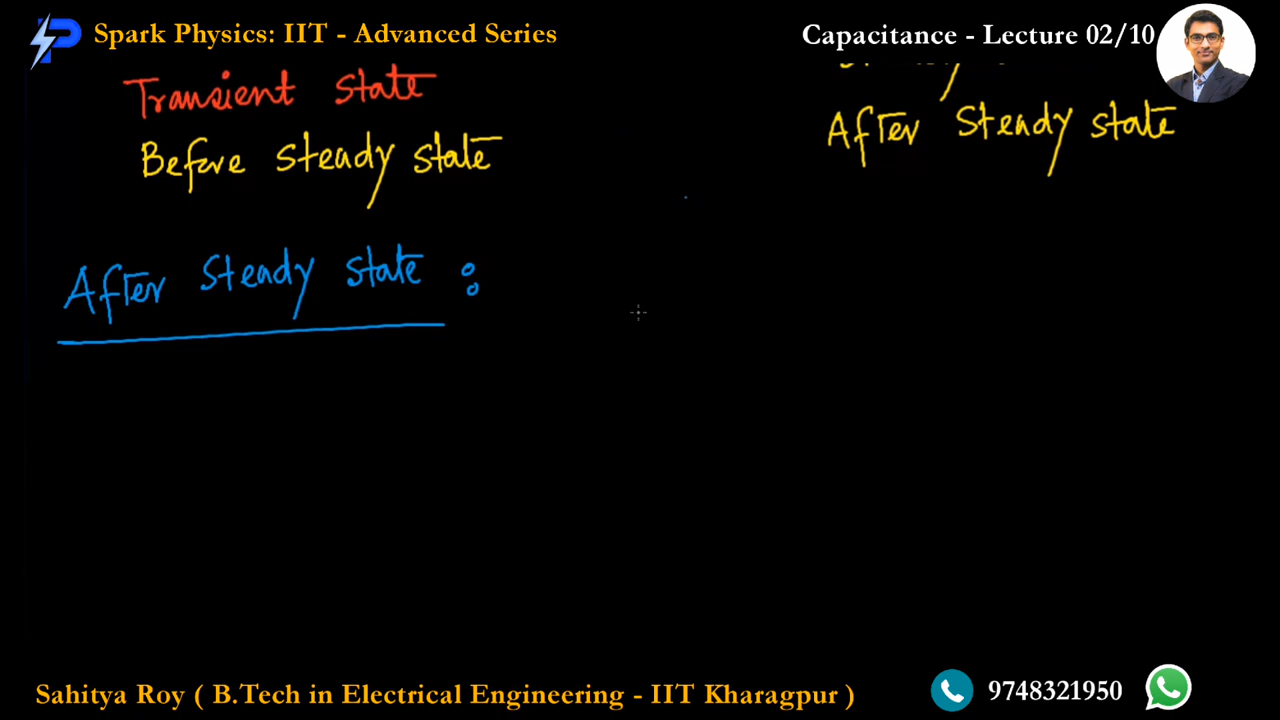 Spark Physics: IIT - Advanced Series
Capacitance - Lecture 02/10
Transient state
Before steady state
After steady state
After steady state :
Sahitya Roy ( B.Tech in Electrical Engineering - IIT Kharagpur )
9748321950